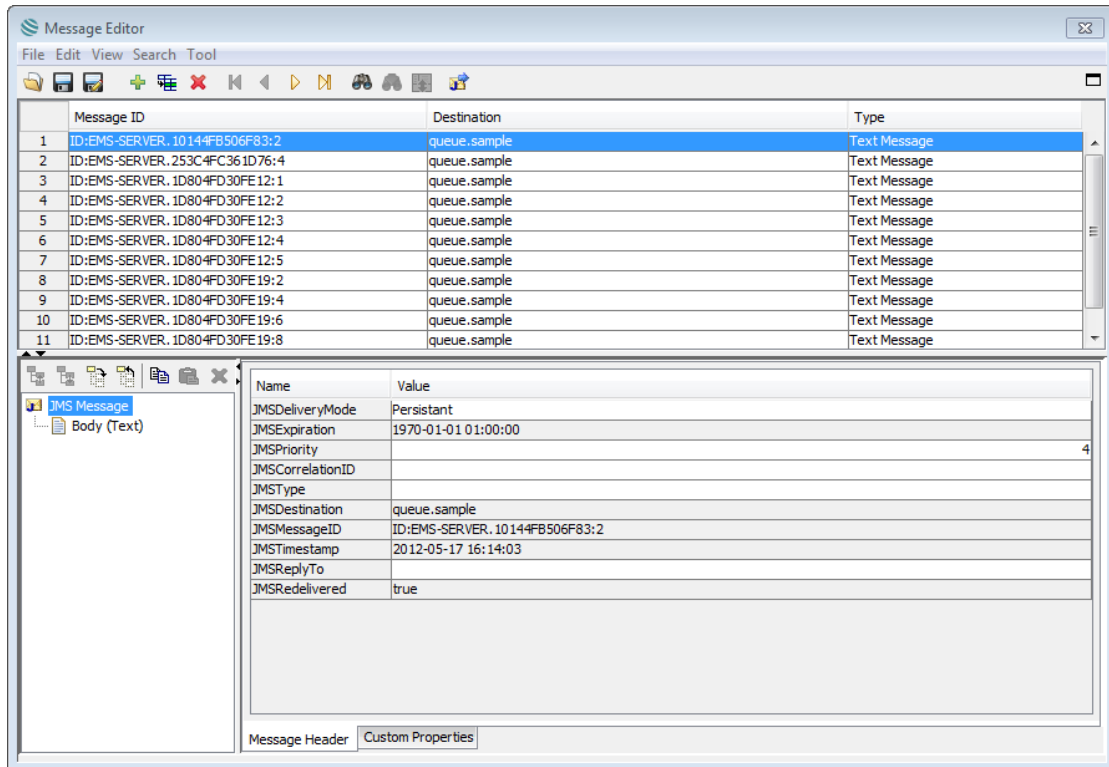 Message Editor
File Edit View Search Tool
Message ID Destination Type
1 ID:EMS-SERVER.10144FB506F83:2 queue.sample Text Message
2 ID:EMS-SERVER.253C4FC361D76:4 queue.sample Text Message
3 ID:EMS-SERVER.1D804FD30FE12:1 queue.sample Text Message
4 ID:EMS-SERVER.1D804FD30FE12:2 queue.sample Text Message
5 ID:EMS-SERVER.1D804FD30FE12:3 queue.sample Text Message
6 ID:EMS-SERVER.1D804FD30FE12:4 queue.sample Text Message
7 ID:EMS-SERVER.1D804FD30FE12:5 queue.sample Text Message
8 ID:EMS-SERVER.1D804FD30FE19:2 queue.sample Text Message
9 ID:EMS-SERVER.1D804FD30FE19:4 queue.sample Text Message
10 ID:EMS-SERVER.1D804FD30FE19:6 queue.sample Text Message
11 ID:EMS-SERVER.1D804FD30FE19:8 queue.sample Text Message
JMS Message
Body (Text)
Name Value
JMSDeliveryMode Persistant
JMSExpiration 1970-01-01 01:00:00
JMSPriority 4
JMSCorrelationID
JMSType
JMSDestination queue.sample
JMSMessageID ID:EMS-SERVER.10144FB506F83:2
JMSTimestamp 2012-05-17 16:14:03
JMSReplyTo
JMSRedelivered true
Message Header Custom Properties